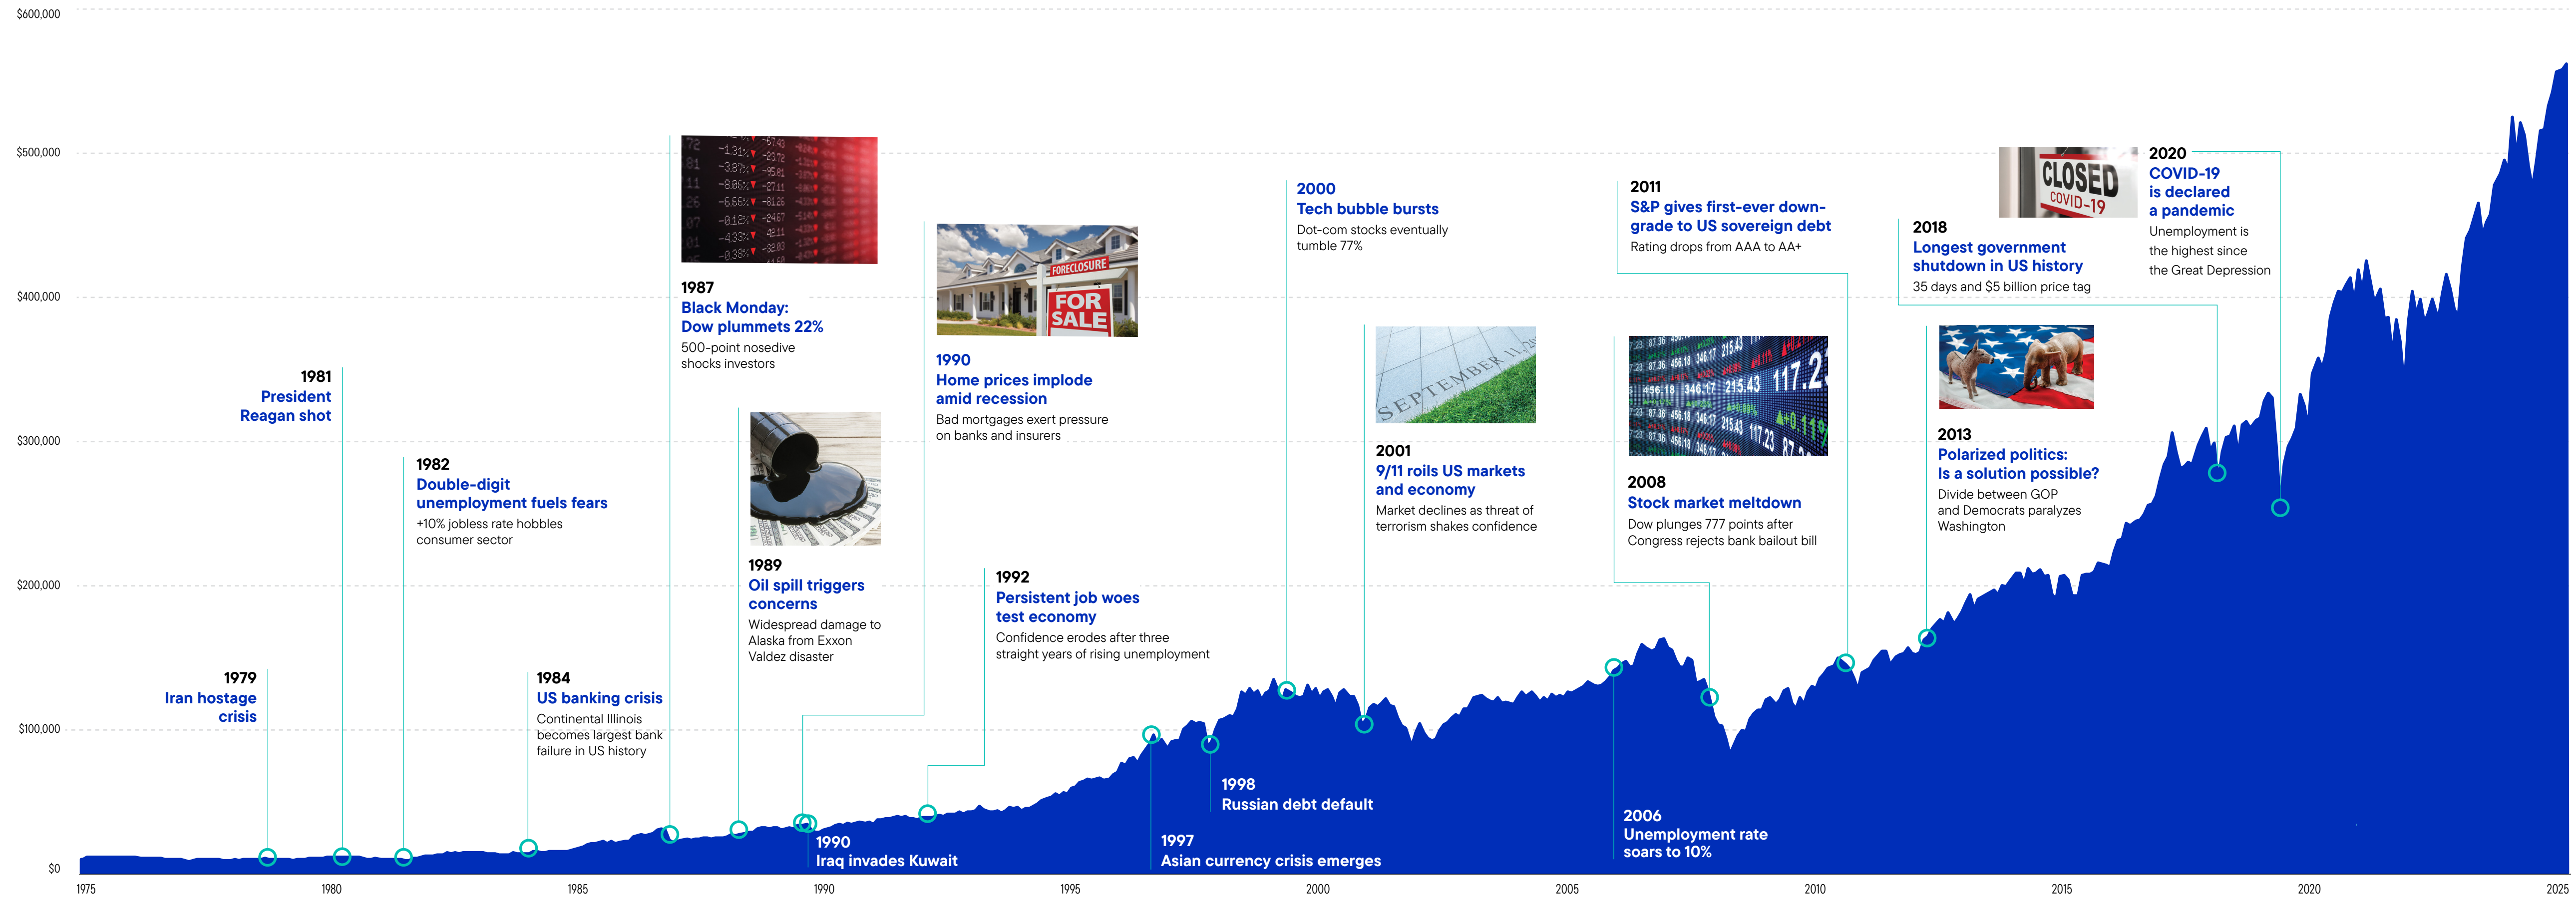 $600,000
$500,000
$400,000
$300,000
$200,000
$100,000
$0
1975
1980
1985
1990
1995
2000
2005
2010
2015
2020
2025
1979
Iran hostage
crisis
1981
President
Reagan shot
1982
Double-digit
unemployment fuels fears
+10% jobless rate hobbles
consumer sector
1984
US banking crisis
Continental Illinois
becomes largest bank
failure in US history
1987
Black Monday:
Dow plummets 22%
500-point nosedive
shocks investors
1989
Oil spill triggers
concerns
Widespread damage to
Alaska from Exxon
Valdez disaster
FORECLOSURE
FOR
SALE
1990
Home prices implode
amid recession
Bad mortgages exert pressure
on banks and insurers
1990
Iraq invades Kuwait
1992
Persistent job woes
test economy
Confidence erodes after three
straight years of rising unemployment
1997
Asian currency crisis emerges
1998
Russian debt default
2000
Tech bubble bursts
Dot-com stocks eventually
tumble 77%
SEPTEMBER 11,
2001
9/11 roils US markets
and economy
Market declines as threat of
terrorism shakes confidence
2006
Unemployment rate
soars to 10%
2008
Stock market meltdown
Dow plunges 777 points after
Congress rejects bank bailout bill
2011
S&P gives first-ever down-
grade to US sovereign debt
Rating drops from AAA to AA+
2013
Polarized politics:
Is a solution possible?
Divide between GOP
and Democrats paralyzes
Washington
2018
Longest government
shutdown in US history
35 days and $5 billion price tag
CLOSED
COVID-19
2020
COVID-19
is declared
a pandemic
Unemployment is
the highest since
the Great Depression